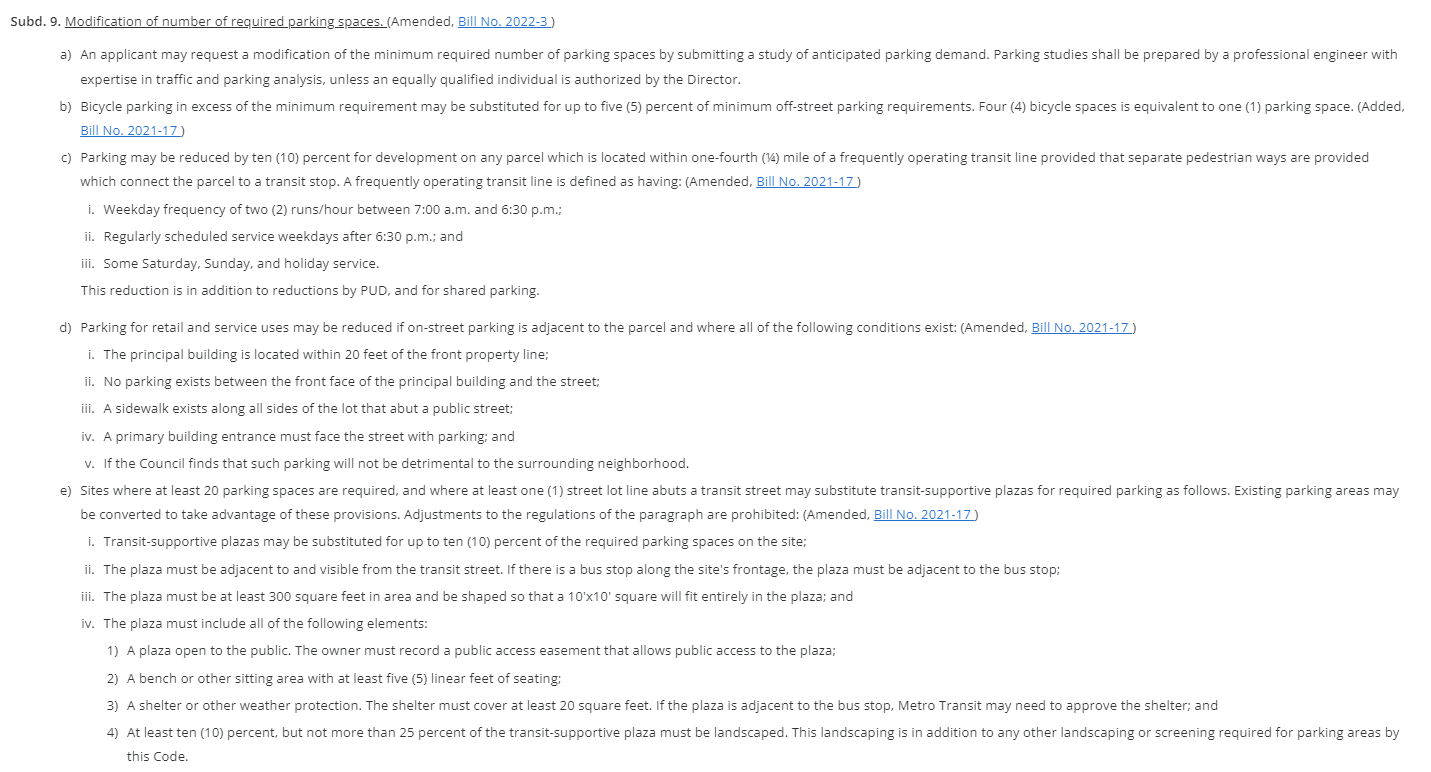 Subd. 9. Modification of number of required parking spaces. (Amended, Bill No. 2022-3 )
a) An applicant may request a modification of the minimum required number of parking spaces by submitting a study of anticipated parking demand. Parking studies shall be prepared by a professional engineer with
expertise in traffic and parking analysis, unless an equally qualified individual is authorized by the Director.
b) Bicycle parking in excess of the minimum requirement may be substituted for up to five (5) percent of minimum off-street parking requirements. Four (4) bicycle spaces is equivalent to one (1) parking space. (Added,
Bill No. 2021-17 )
c) Parking may be reduced by ten (10) percent for development on any parcel which is located within one-fourth (¼) mile of a frequently operating transit line provided that separate pedestrian ways are provided
which connect the parcel to a transit stop. A frequently operating transit line is defined as having: (Amended, Bill No. 2021-17 )
i. Weekday frequency of two (2) runs/hour between 7:00 a.m. and 6:30 p.m.;
ii. Regularly scheduled service weekdays after 6:30 p.m.; and
iii. Some Saturday, Sunday, and holiday service.
This reduction is in addition to reductions by PUD, and for shared parking.
d) Parking for retail and service uses may be reduced if on-street parking is adjacent to the parcel and where all of the following conditions exist: (Amended, Bill No. 2021-17 )
i. The principal building is located within 20 feet of the front property line;
ii. No parking exists between the front face of the principal building and the street;
iii. A sidewalk exists along all sides of the lot that abut a public street;
iv. A primary building entrance must face the street with parking; and
v. If the Council finds that such parking will not be detrimental to the surrounding neighborhood.
e) Sites where at least 20 parking spaces are required, and where at least one (1) street lot line abuts a transit street may substitute transit-supportive plazas for required parking as follows. Existing parking areas may
be converted to take advantage of these provisions. Adjustments to the regulations of the paragraph are prohibited: (Amended, Bill No. 2021-17 )
i. Transit-supportive plazas may be substituted for up to ten (10) percent of the required parking spaces on the site;
ii. The plaza must be adjacent to and visible from the transit street. If there is a bus stop along the site's frontage, the plaza must be adjacent to the bus stop;
iii. The plaza must be at least 300 square feet in area and be shaped so that a 10'x10' square will fit entirely in the plaza; and
iv. The plaza must include all of the following elements:
1) A plaza open to the public. The owner must record a public access easement that allows public access to the plaza;
2) A bench or other sitting area with at least five (5) linear feet of seating;
3) A shelter or other weather protection. The shelter must cover at least 20 square feet. If the plaza is adjacent to the bus stop, Metro Transit may need to approve the shelter; and
4) At least ten (10) percent, but not more than 25 percent of the transit-supportive plaza must be landscaped. This landscaping is in addition to any other landscaping or screening required for parking areas by
this Code.